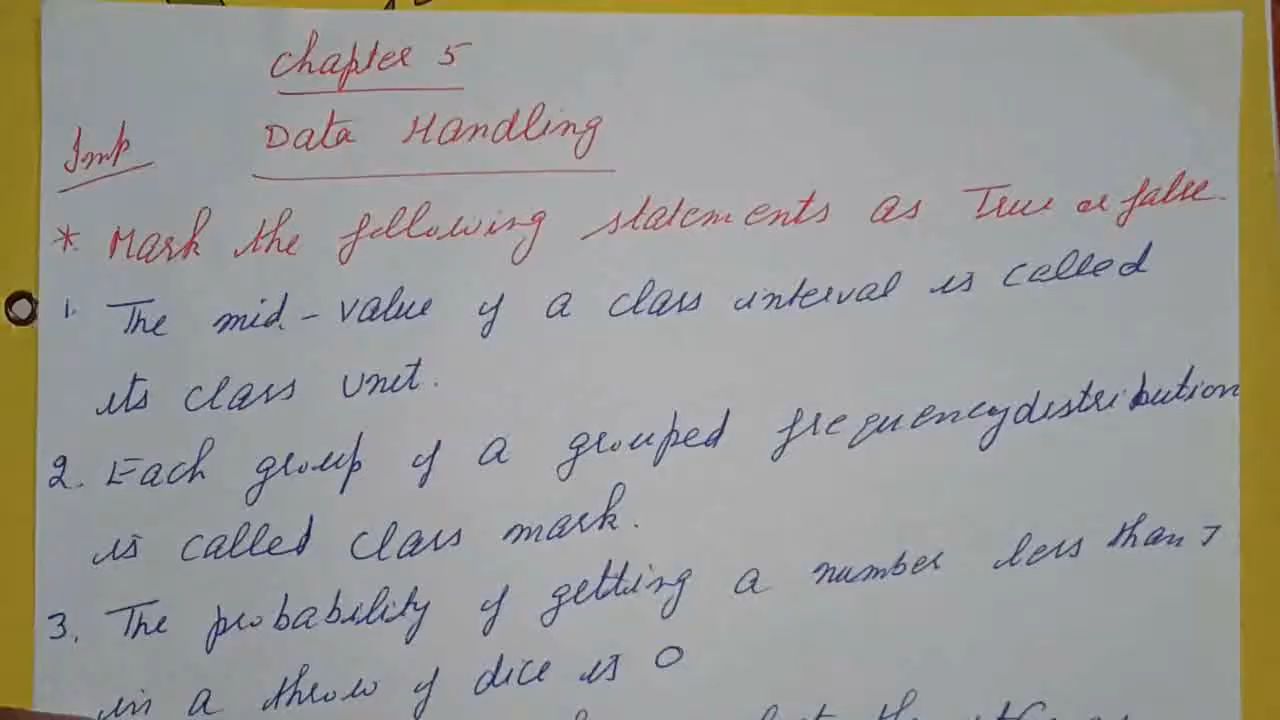 Chapter 5
Data Handling
Imp
* Mark the following statements as True or false.
1. The mid-value of a class interval is called
its class unit.
2. Each group of a grouped frequency distribution
is called class mark.
3. The probability of getting a number less than 7
in a throw of dice is 0